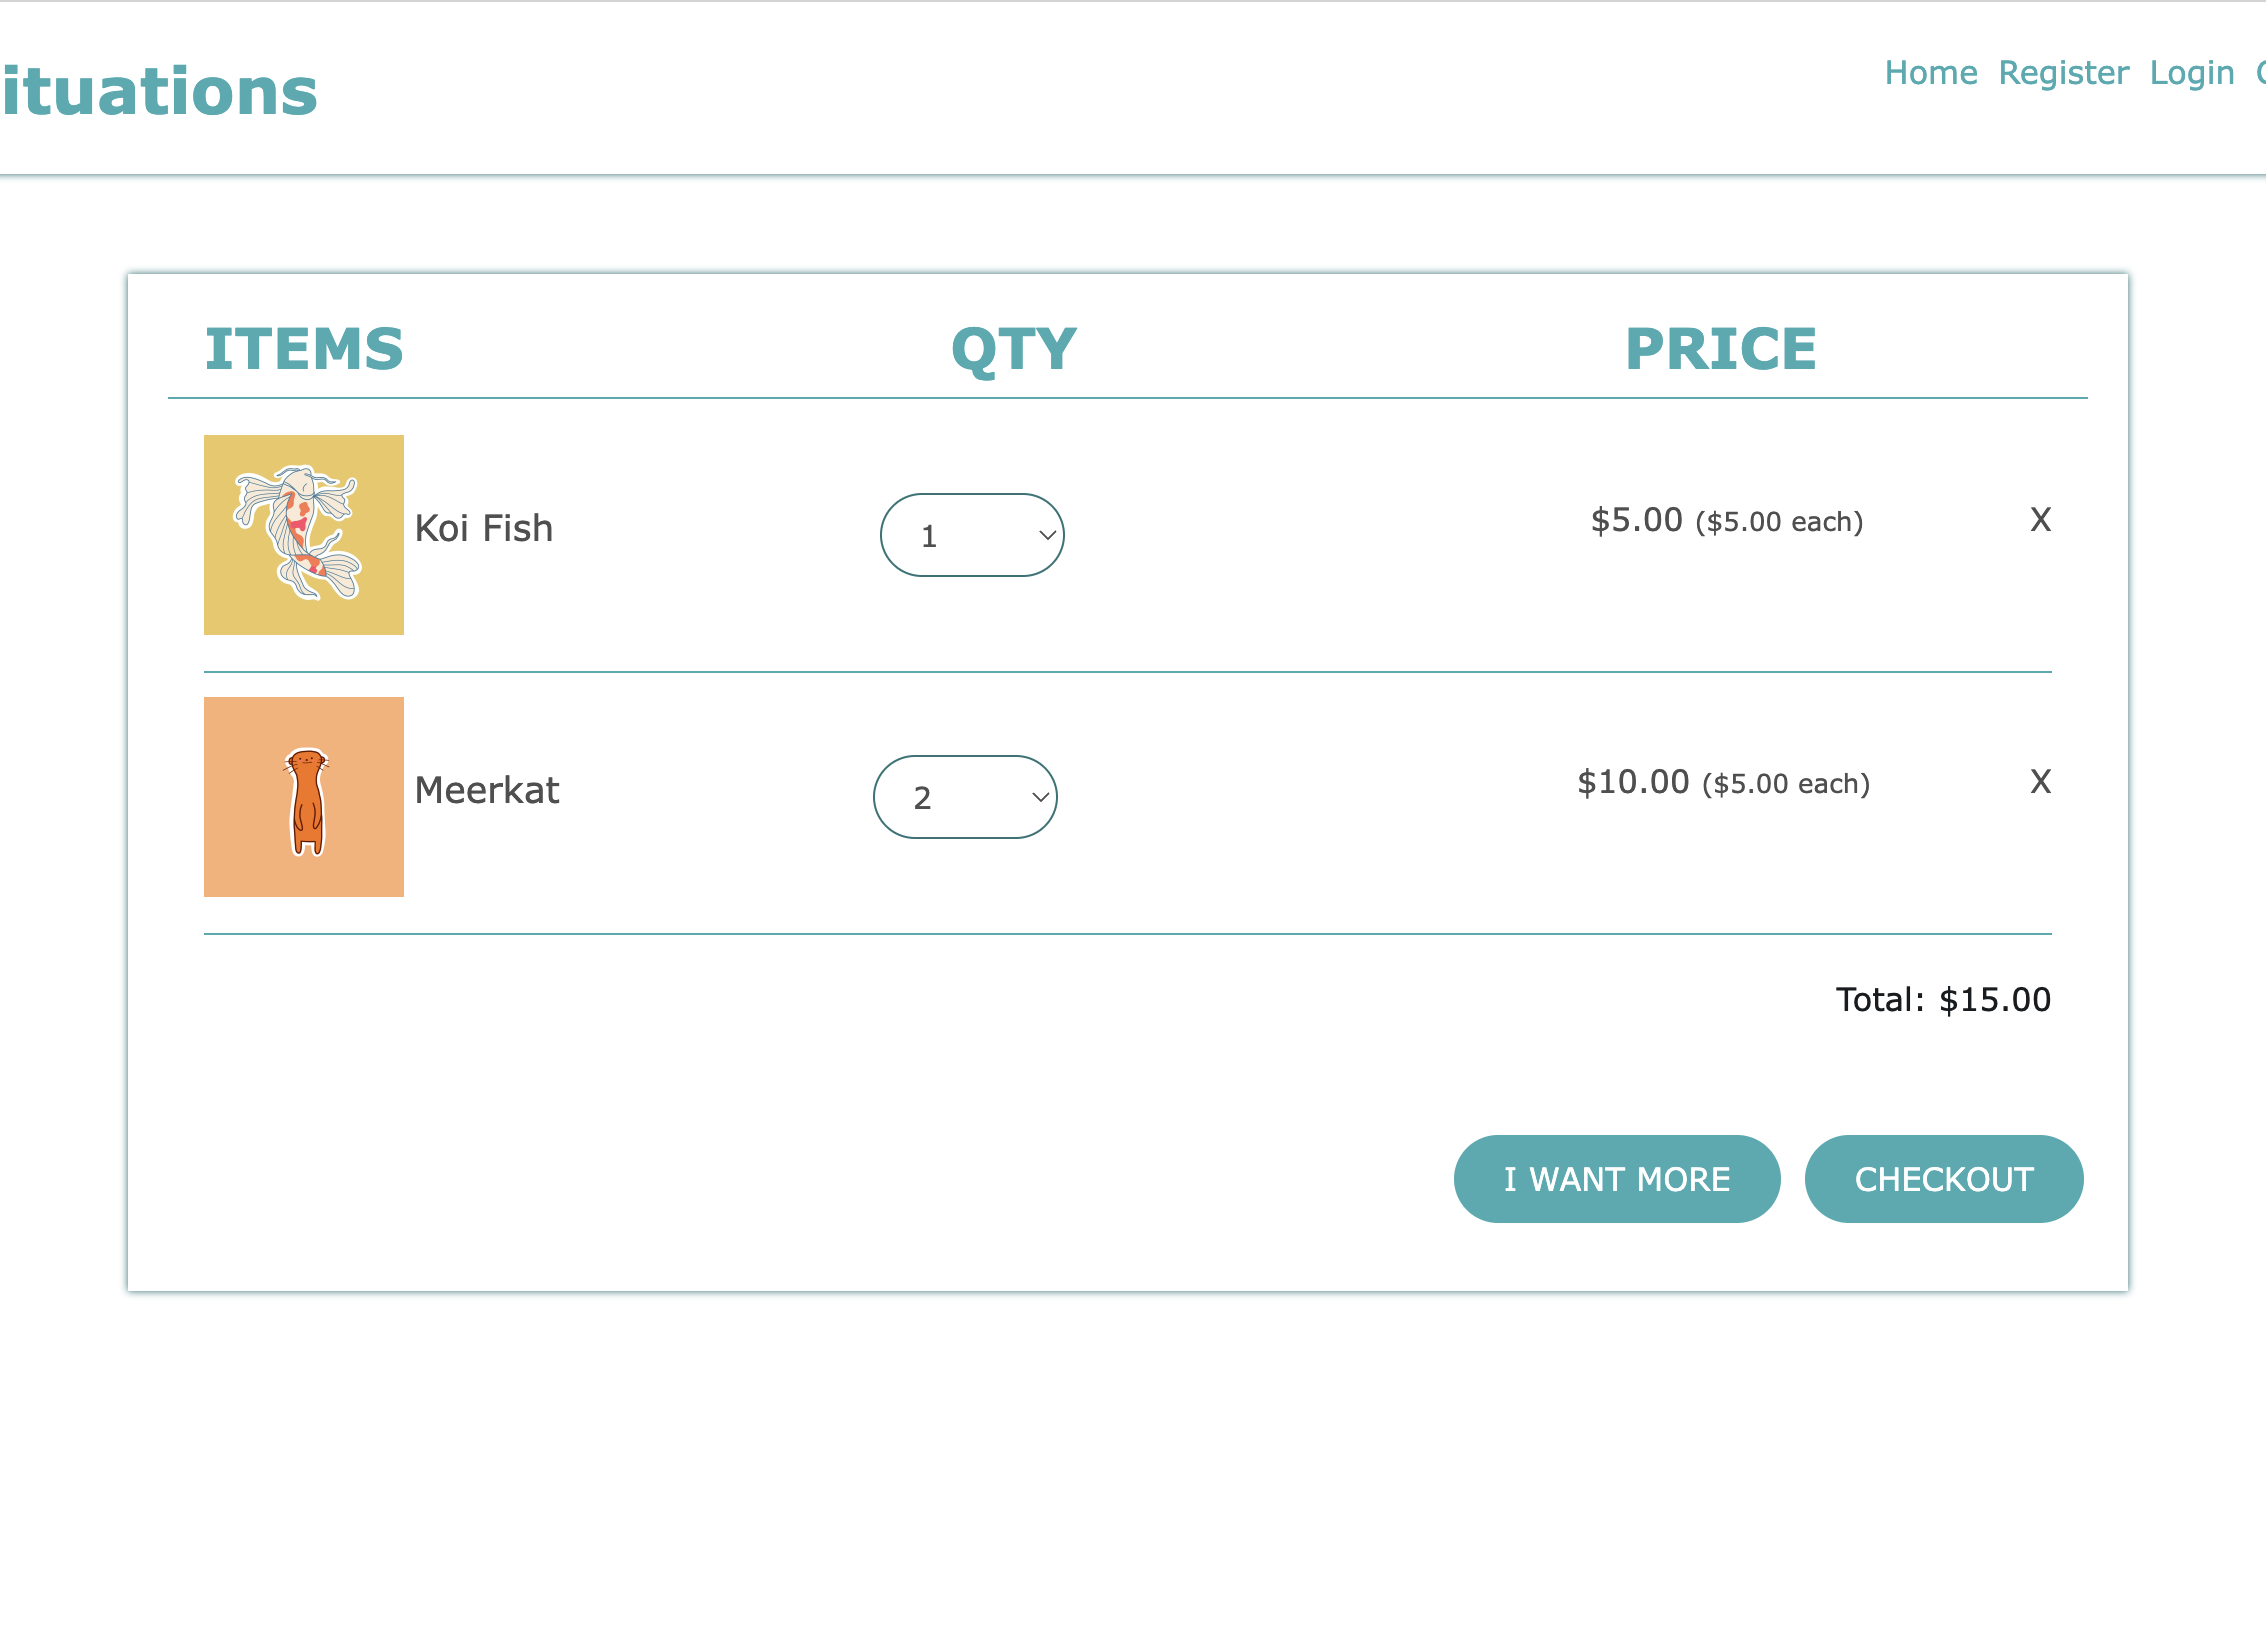 ituations
Home Register Login
ITEMS QTY PRICE
Koi Fish 1 $5.00 ($5.00 each) X
Meerkat 2 $10.00 ($5.00 each) X
Total: $15.00
I WANT MORE CHECKOUT